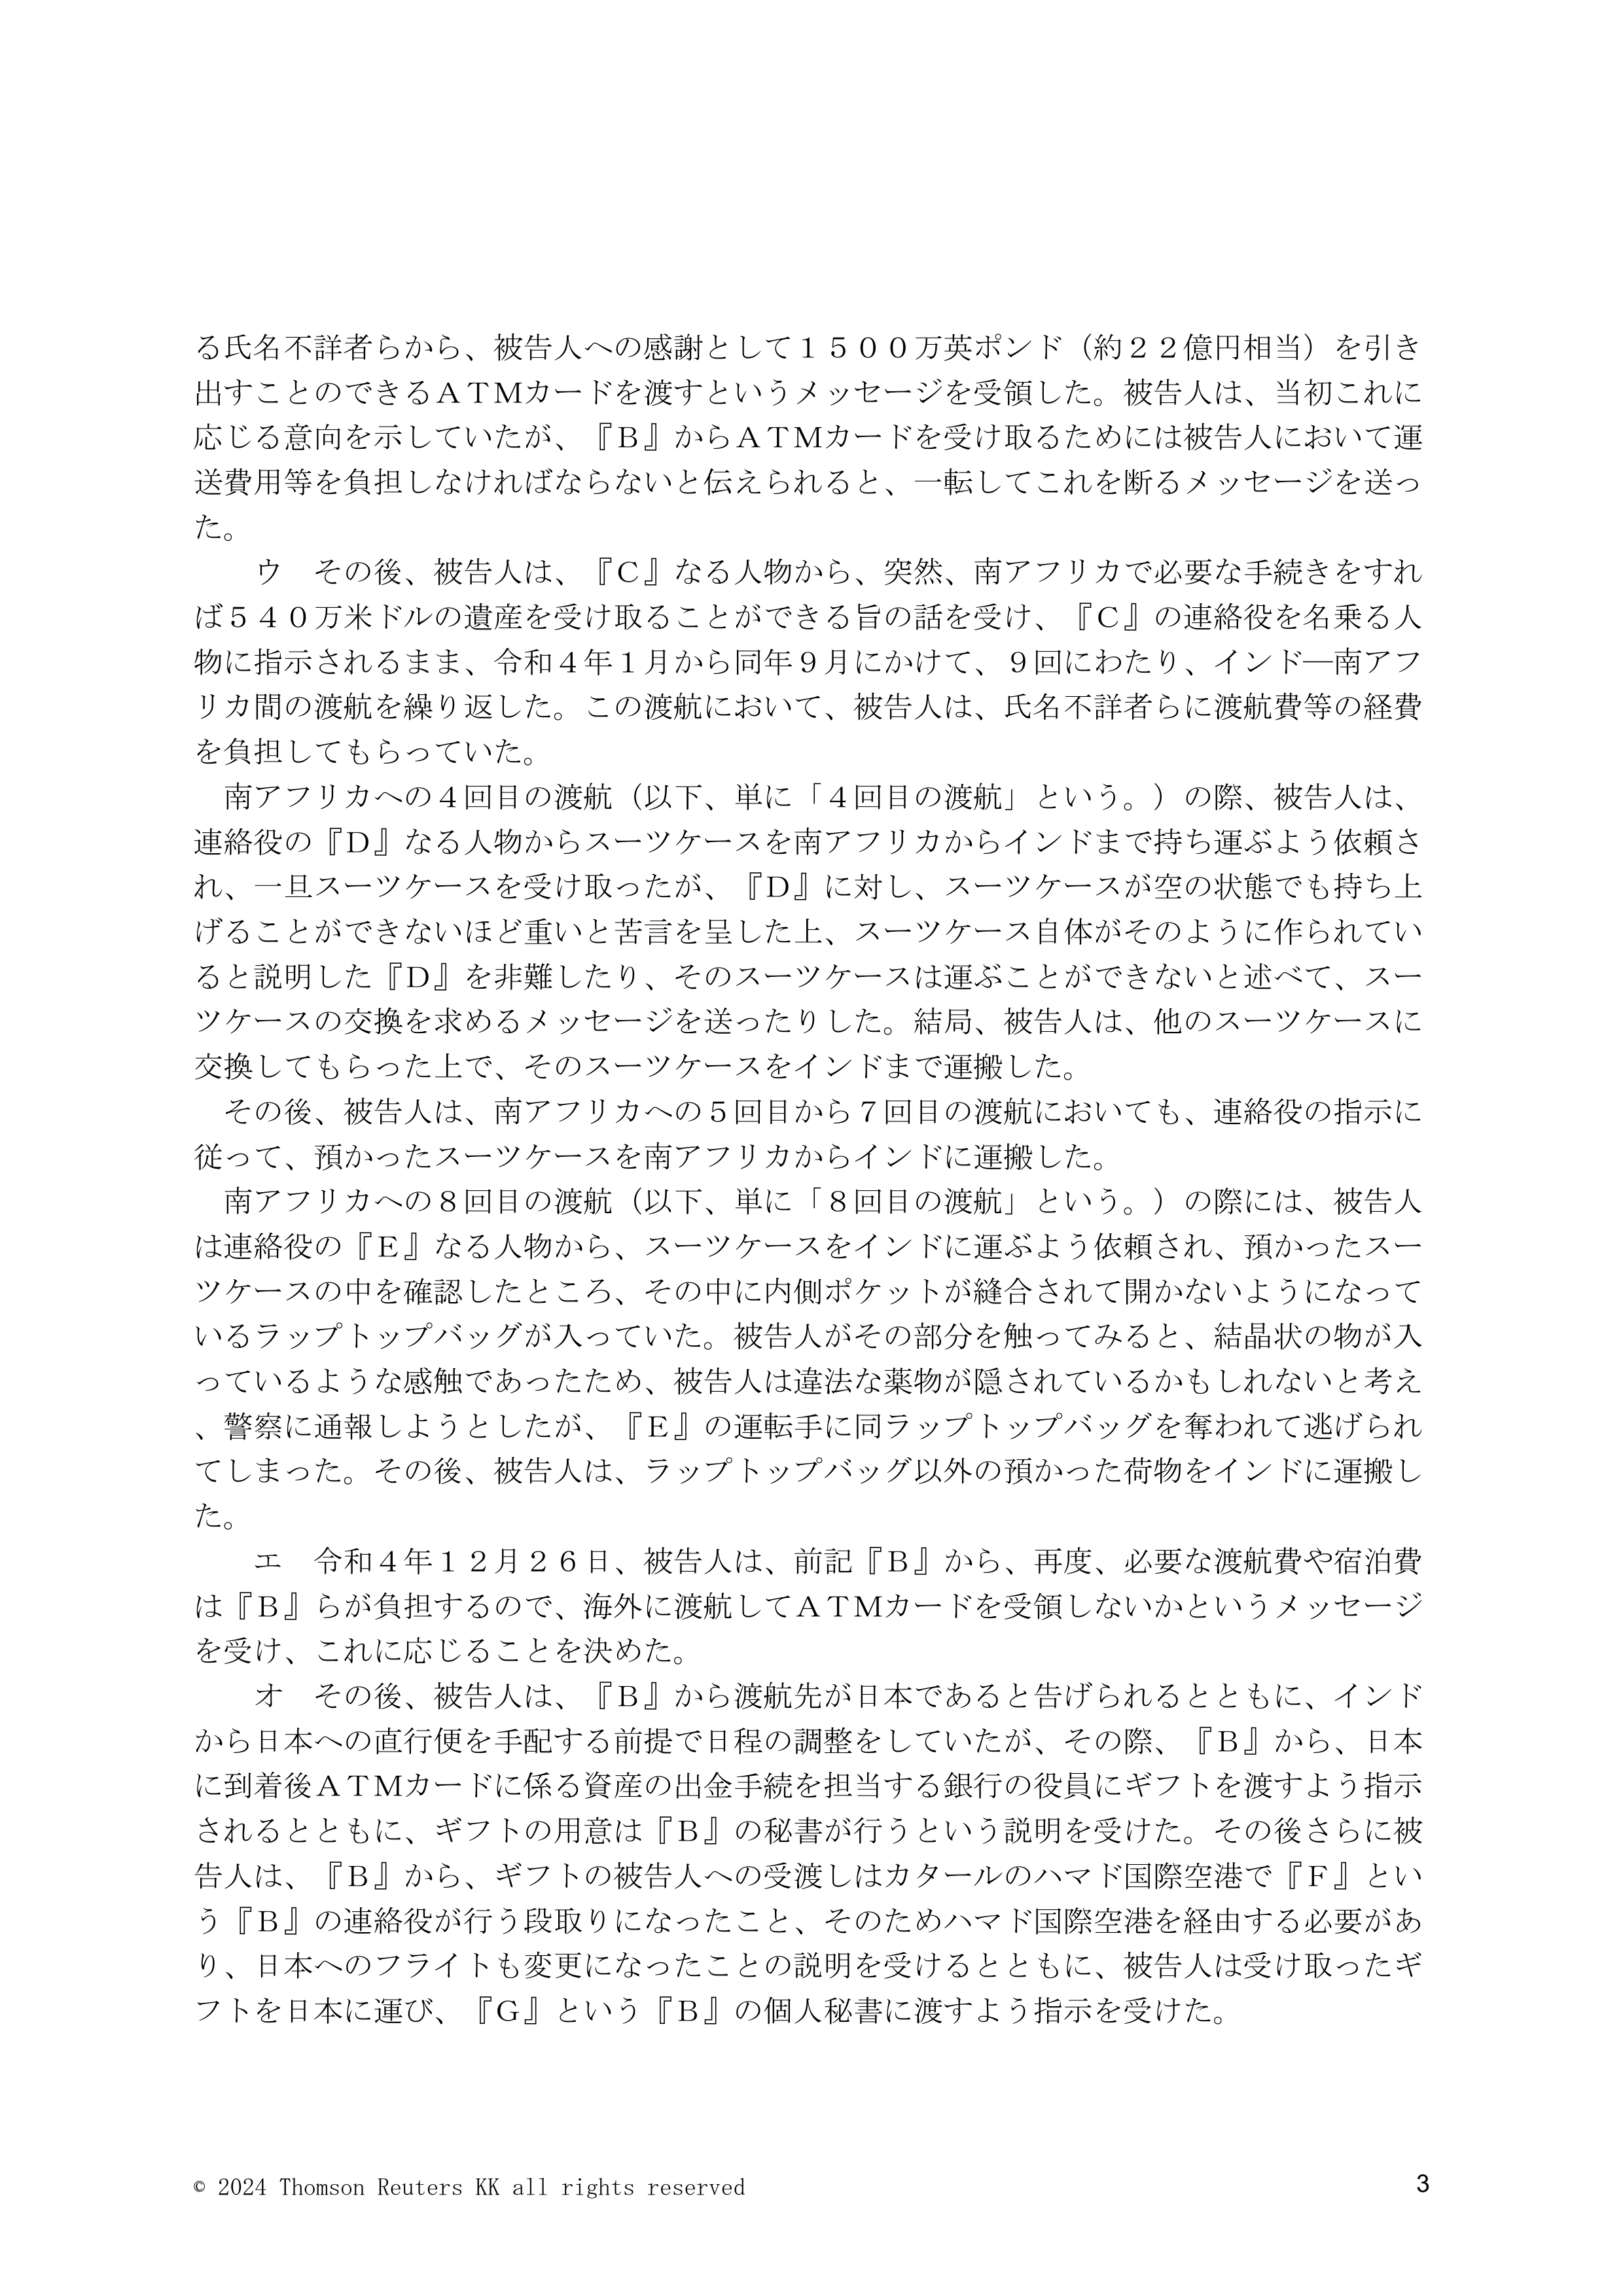 る氏名不詳者らから、被告人への感謝として１５００万英ポンド（約２２億円相当）を引き
出すことのできるＡＴＭカードを渡すというメッセージを受領した。被告人は、当初これに
応じる意向を示していたが、『Ｂ』からＡＴＭカードを受け取るためには被告人において運
送費用等を負担しなければならないと伝えられると、一転してこれを断るメッセージを送っ
た。
　　ウ　その後、被告人は、『Ｃ』なる人物から、突然、南アフリカで必要な手続きをすれ
ば５４０万米ドルの遺産を受け取ることができる旨の話を受け、『Ｃ』の連絡役を名乗る人
物に指示されるまま、令和４年１月から同年９月にかけて、９回にわたり、インド―南アフ
リカ間の渡航を繰り返した。この渡航において、被告人は、氏名不詳者らに渡航費等の経費
を負担してもらっていた。
　南アフリカへの４回目の渡航（以下、単に「４回目の渡航」という。）の際、被告人は、
連絡役の『Ｄ』なる人物からスーツケースを南アフリカからインドまで持ち運ぶよう依頼さ
れ、一旦スーツケースを受け取ったが、『Ｄ』に対し、スーツケースが空の状態でも持ち上
げることができないほど重いと苦言を呈した上、スーツケース自体がそのように作られてい
ると説明した『Ｄ』を非難したり、そのスーツケースは運ぶことができないと述べて、スー
ツケースの交換を求めるメッセージを送ったりした。結局、被告人は、他のスーツケースに
交換してもらった上で、そのスーツケースをインドまで運搬した。
　その後、被告人は、南アフリカへの５回目から７回目の渡航においても、連絡役の指示に
従って、預かったスーツケースを南アフリカからインドに運搬した。
　南アフリカへの８回目の渡航（以下、単に「８回目の渡航」という。）の際には、被告人
は連絡役の『Ｅ』なる人物から、スーツケースをインドに運ぶよう依頼され、預かったスー
ツケースの中を確認したところ、その中に内側ポケットが縫合されて開かないようになって
いるラップトップバッグが入っていた。被告人がその部分を触ってみると、結晶状の物が入
っているような感触であったため、被告人は違法な薬物が隠されているかもしれないと考え
、警察に通報しようとしたが、『Ｅ』の運転手に同ラップトップバッグを奪われて逃げられ
てしまった。その後、被告人は、ラップトップバッグ以外の預かった荷物をインドに運搬し
た。
　　エ　令和４年１２月２６日、被告人は、前記『Ｂ』から、再度、必要な渡航費や宿泊費
は『Ｂ』らが負担するので、海外に渡航してＡＴＭカードを受領しないかというメッセージ
を受け、これに応じることを決めた。
　　オ　その後、被告人は、『Ｂ』から渡航先が日本であると告げられるとともに、インド
から日本への直行便を手配する前提で日程の調整をしていたが、その際、『Ｂ』から、日本
に到着後ＡＴＭカードに係る資産の出金手続を担当する銀行の役員にギフトを渡すよう指示
されるとともに、ギフトの用意は『Ｂ』の秘書が行うという説明を受けた。その後さらに被
告人は、『Ｂ』から、ギフトの被告人への受渡しはカタールのハマド国際空港で『Ｆ』とい
う『Ｂ』の連絡役が行う段取りになったこと、そのためハマド国際空港を経由する必要があ
り、日本へのフライトも変更になったことの説明を受けるとともに、被告人は受け取ったギ
フトを日本に運び、『Ｇ』という『Ｂ』の個人秘書に渡すよう指示を受けた。
© 2024 Thomson Reuters KK all rights reserved
3